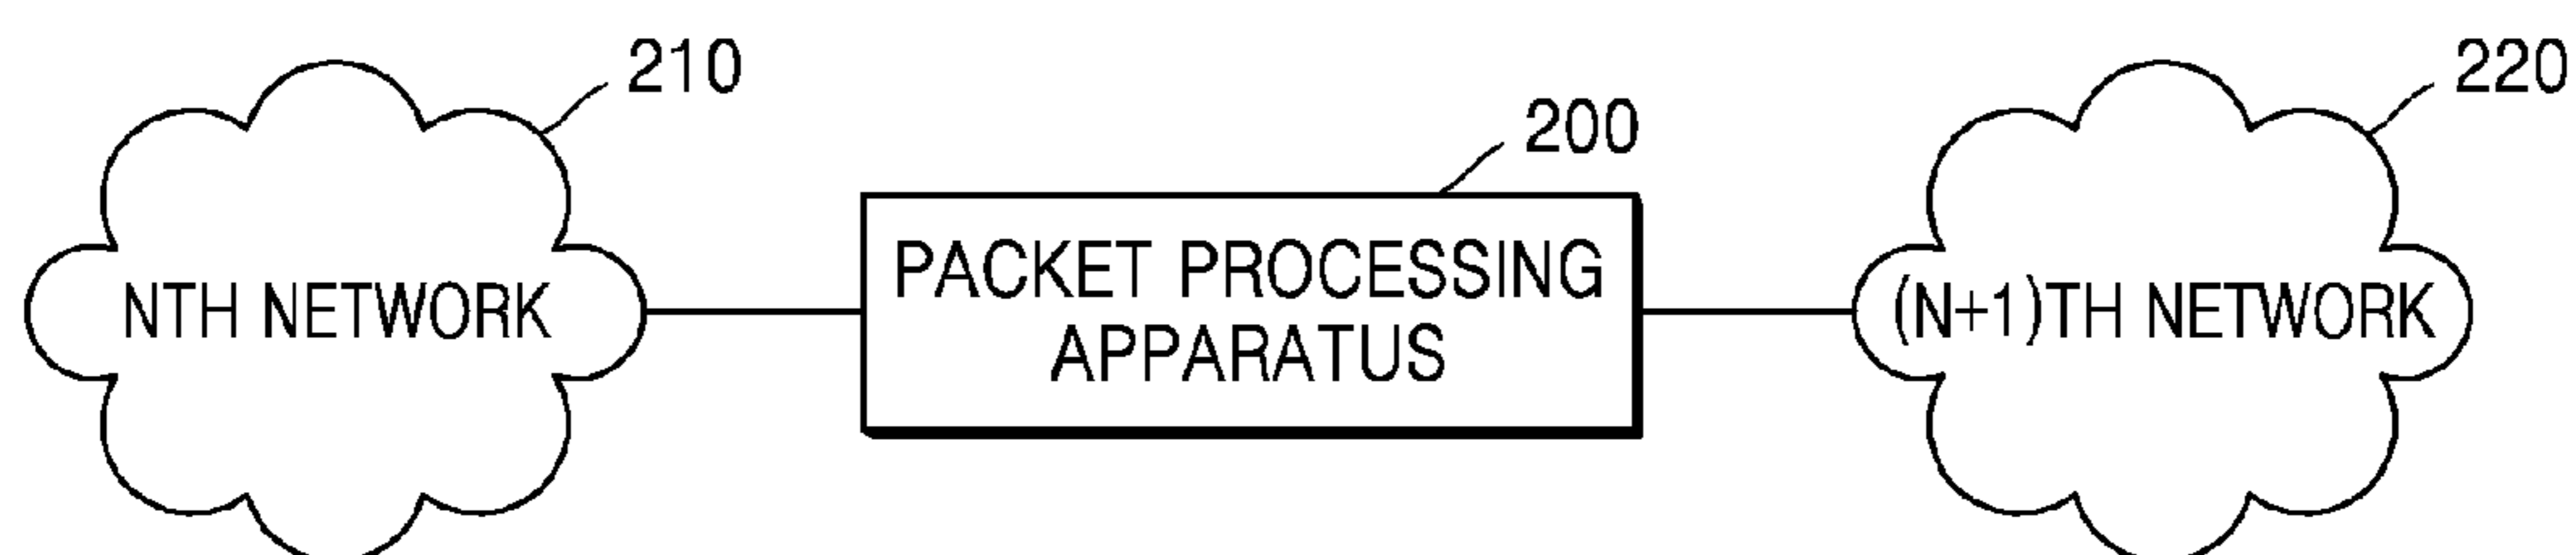 210
220
200
NTH NETWORK
PACKET PROCESSING
APPARATUS
(N+1)TH NETWORK